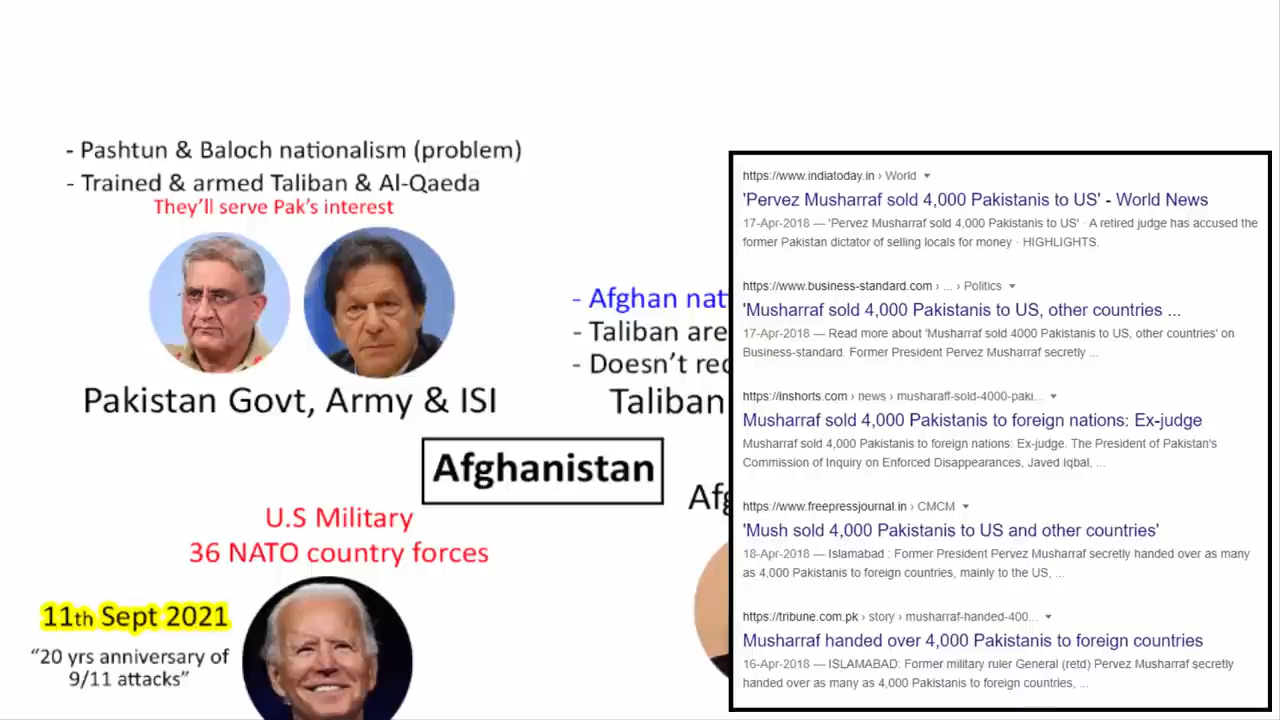 - Pashtun & Baloch nationalism (problem)
- Trained & armed Taliban & Al-Qaeda
They'll serve Pak's interest
Pakistan Govt, Army & ISI
- Afghan nat
- Taliban are
- Doesn't rec
Taliban
Afghanistan
Afg
U.S Military
36 NATO country forces
11th Sept 2021
“20 yrs anniversary of
9/11 attacks”
https://www.indiatoday.in › World
'Pervez Musharraf sold 4,000 Pakistanis to US' - World News
17-Apr-2018 — 'Pervez Musharraf sold 4,000 Pakistanis to US' · A retired judge has accused the
former Pakistan dictator of selling locals for money · HIGHLIGHTS.
https://www.business-standard.com › ... › Politics
'Musharraf sold 4,000 Pakistanis to US, other countries ...
17-Apr-2018 — Read more about 'Musharraf sold 4000 Pakistanis to US, other countries' on
Business-standard. Former President Pervez Musharraf secretly ...
https://inshorts.com › news › musharaff-sold-4000-paki...
Musharraf sold 4,000 Pakistanis to foreign nations: Ex-judge
Musharraf sold 4,000 Pakistanis to foreign nations: Ex-judge. The President of Pakistan's
Commission of Inquiry on Enforced Disappearances, Javed Iqbal, ...
https://www.freepressjournal.in › CMCM
'Mush sold 4,000 Pakistanis to US and other countries'
18-Apr-2018 — Islamabad : Former President Pervez Musharraf secretly handed over as many
as 4,000 Pakistanis to foreign countries, mainly to the US, ...
https://tribune.com.pk › story › musharraf-handed-400...
Musharraf handed over 4,000 Pakistanis to foreign countries
16-Apr-2018 — ISLAMABAD: Former military ruler General (retd) Pervez Musharraf secretly
handed over as many as 4,000 Pakistanis to foreign countries, ...